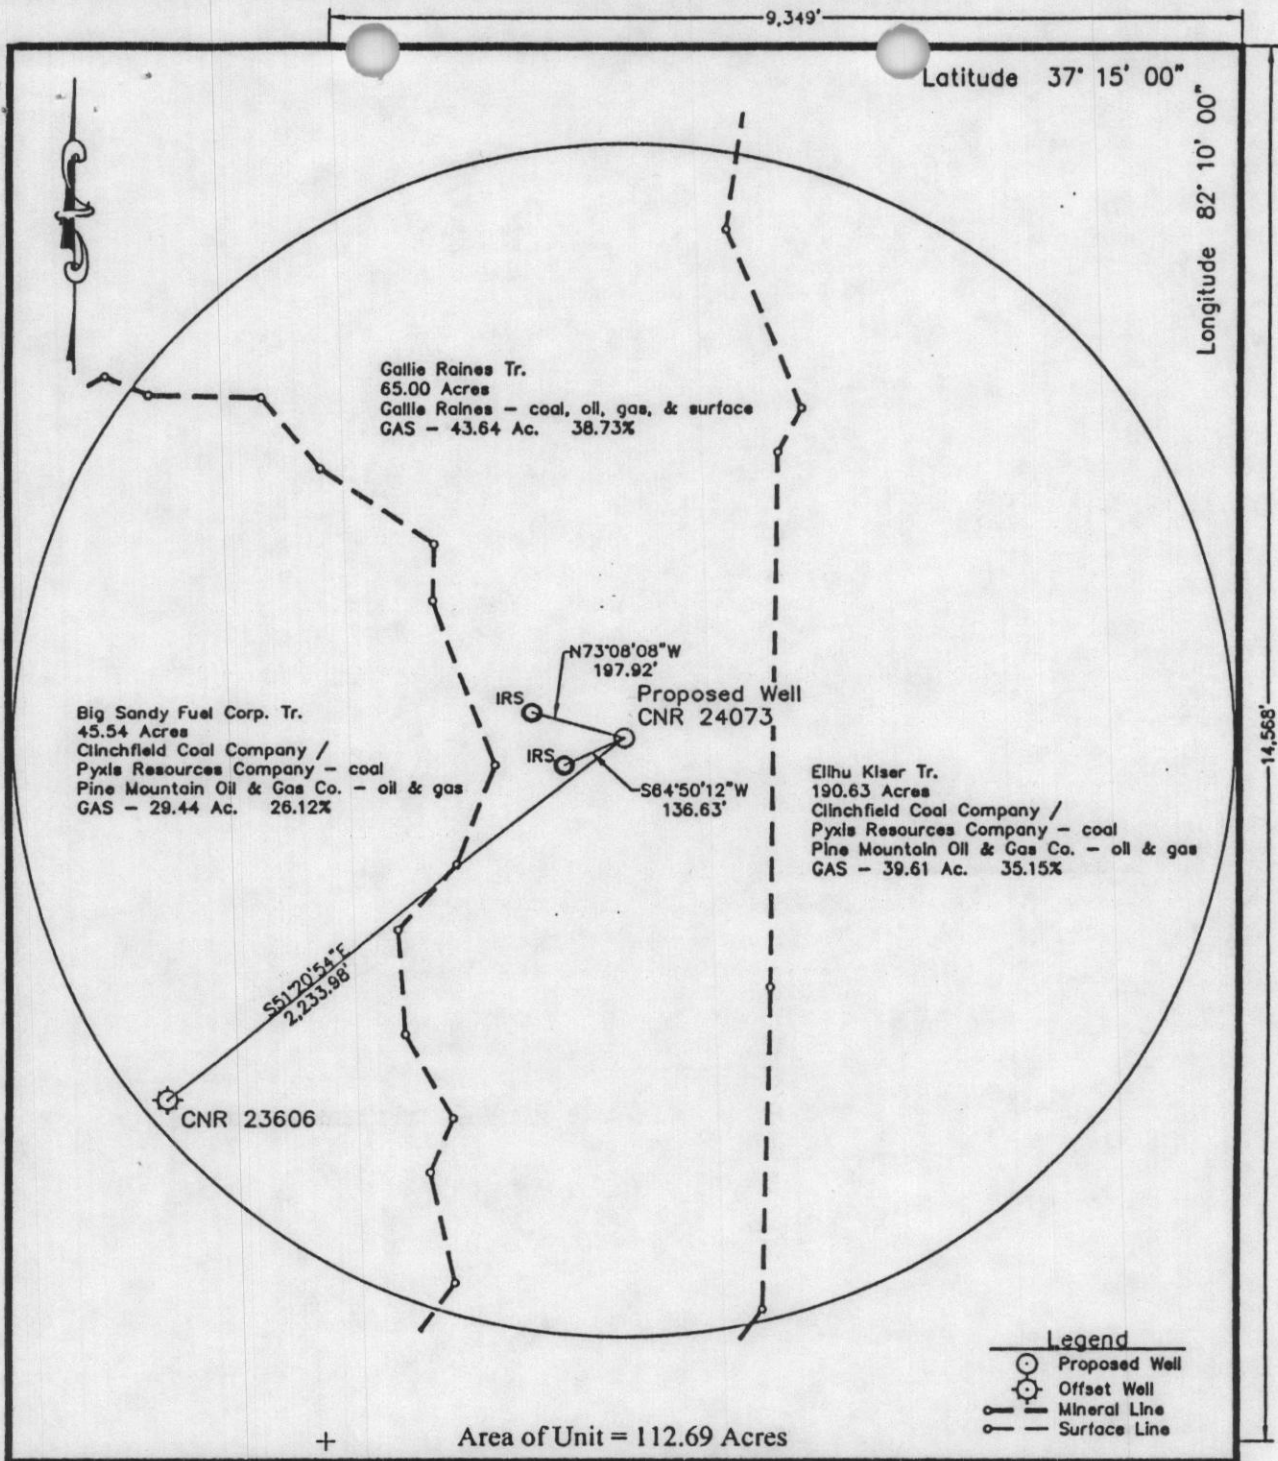 9,349'
Latitude 37° 15' 00"
Longitude 82° 10' 00"
14,568'
Gallie Raines Tr.
65.00 Acres
Gallie Raines – coal, oil, gas, & surface
GAS – 43.64 Ac. 38.73%
N73°08'08"W
197.92'
IRS
Proposed Well
CNR 24073
IRS
S64°50'12"W
136.63'
Big Sandy Fuel Corp. Tr.
45.54 Acres
Clinchfield Coal Company /
Pyxis Resources Company – coal
Pine Mountain Oil & Gas Co. – oil & gas
GAS – 29.44 Ac. 26.12%
Elihu Kiser Tr.
190.63 Acres
Clinchfield Coal Company /
Pyxis Resources Company – coal
Pine Mountain Oil & Gas Co. – oil & gas
GAS – 39.61 Ac. 35.15%
S51°20'54"E
2,233.98'
CNR 23606
Legend
Proposed Well
Offset Well
Mineral Line
Surface Line
Area of Unit = 112.69 Acres